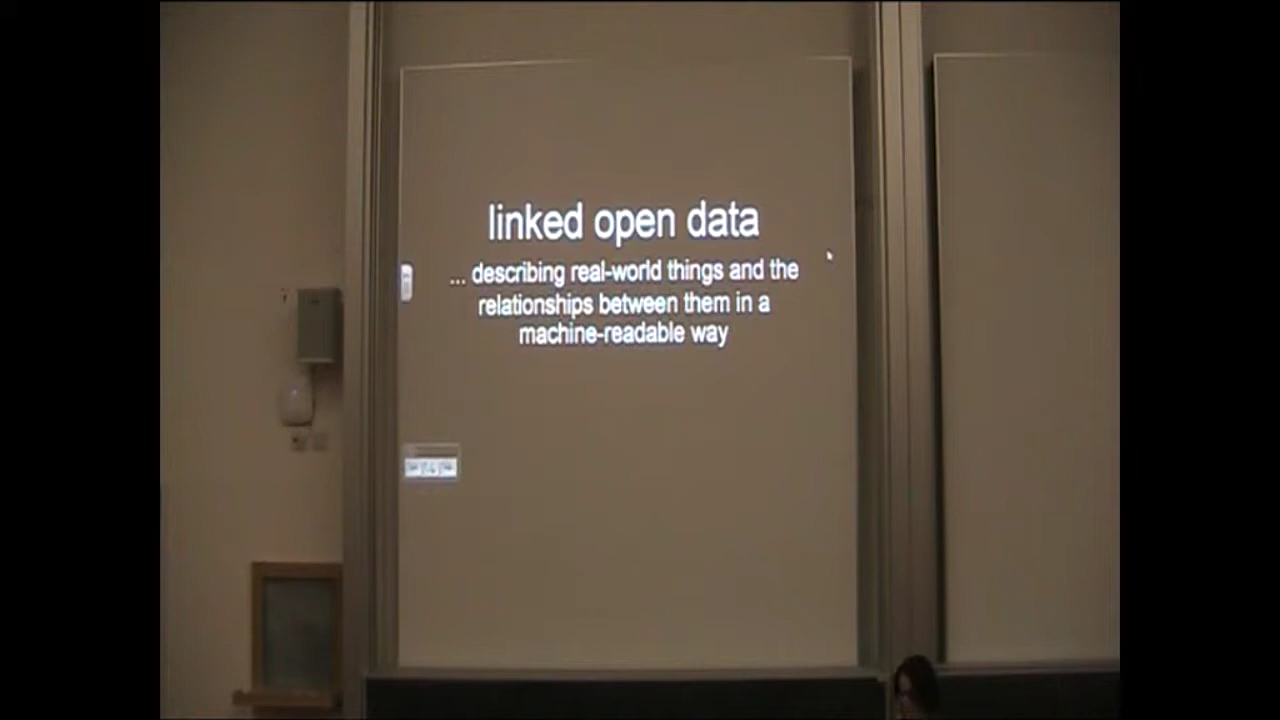 linked open data
... describing real-world things and the
relationships between them in a
machine-readable way